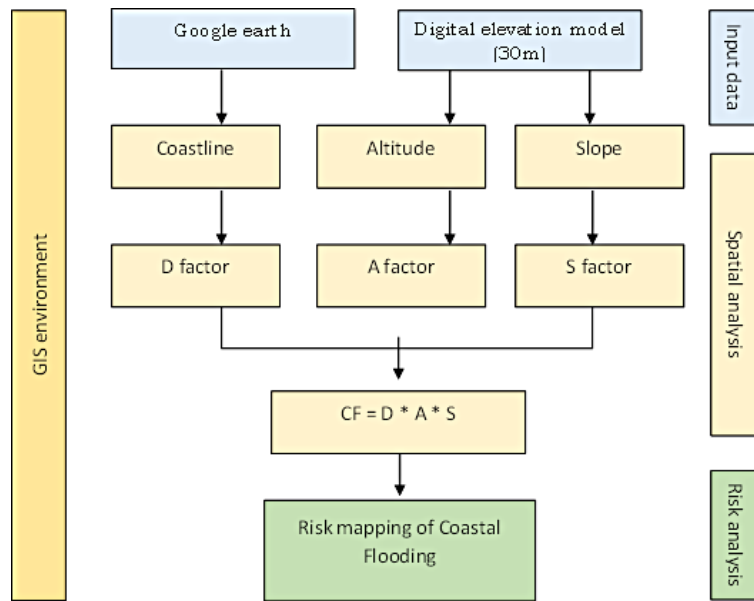 Google earth
Digital elevation model
(30m)
Input data
Coastline
Altitude
Slope
D factor
A factor
S factor
Spatial analysis
GIS environment
CF = D * A * S
Risk mapping of Coastal
Flooding
Risk analysis